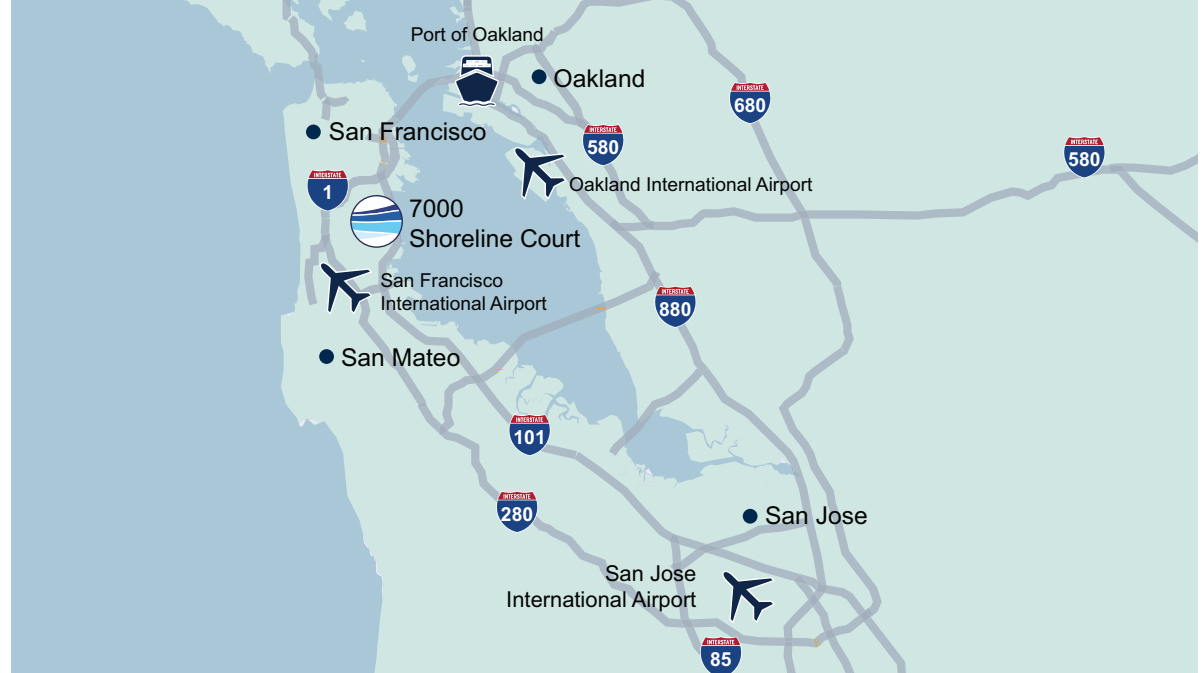 Port of Oakland
Oakland
INTERSTATE
680
San Francisco
INTERSTATE
580
INTERSTATE
580
Oakland International Airport
INTERSTATE
1
7000
Shoreline Court
San Francisco
International Airport
INTERSTATE
880
San Mateo
INTERSTATE
101
INTERSTATE
280
San Jose
San Jose
International Airport
INTERSTATE
85